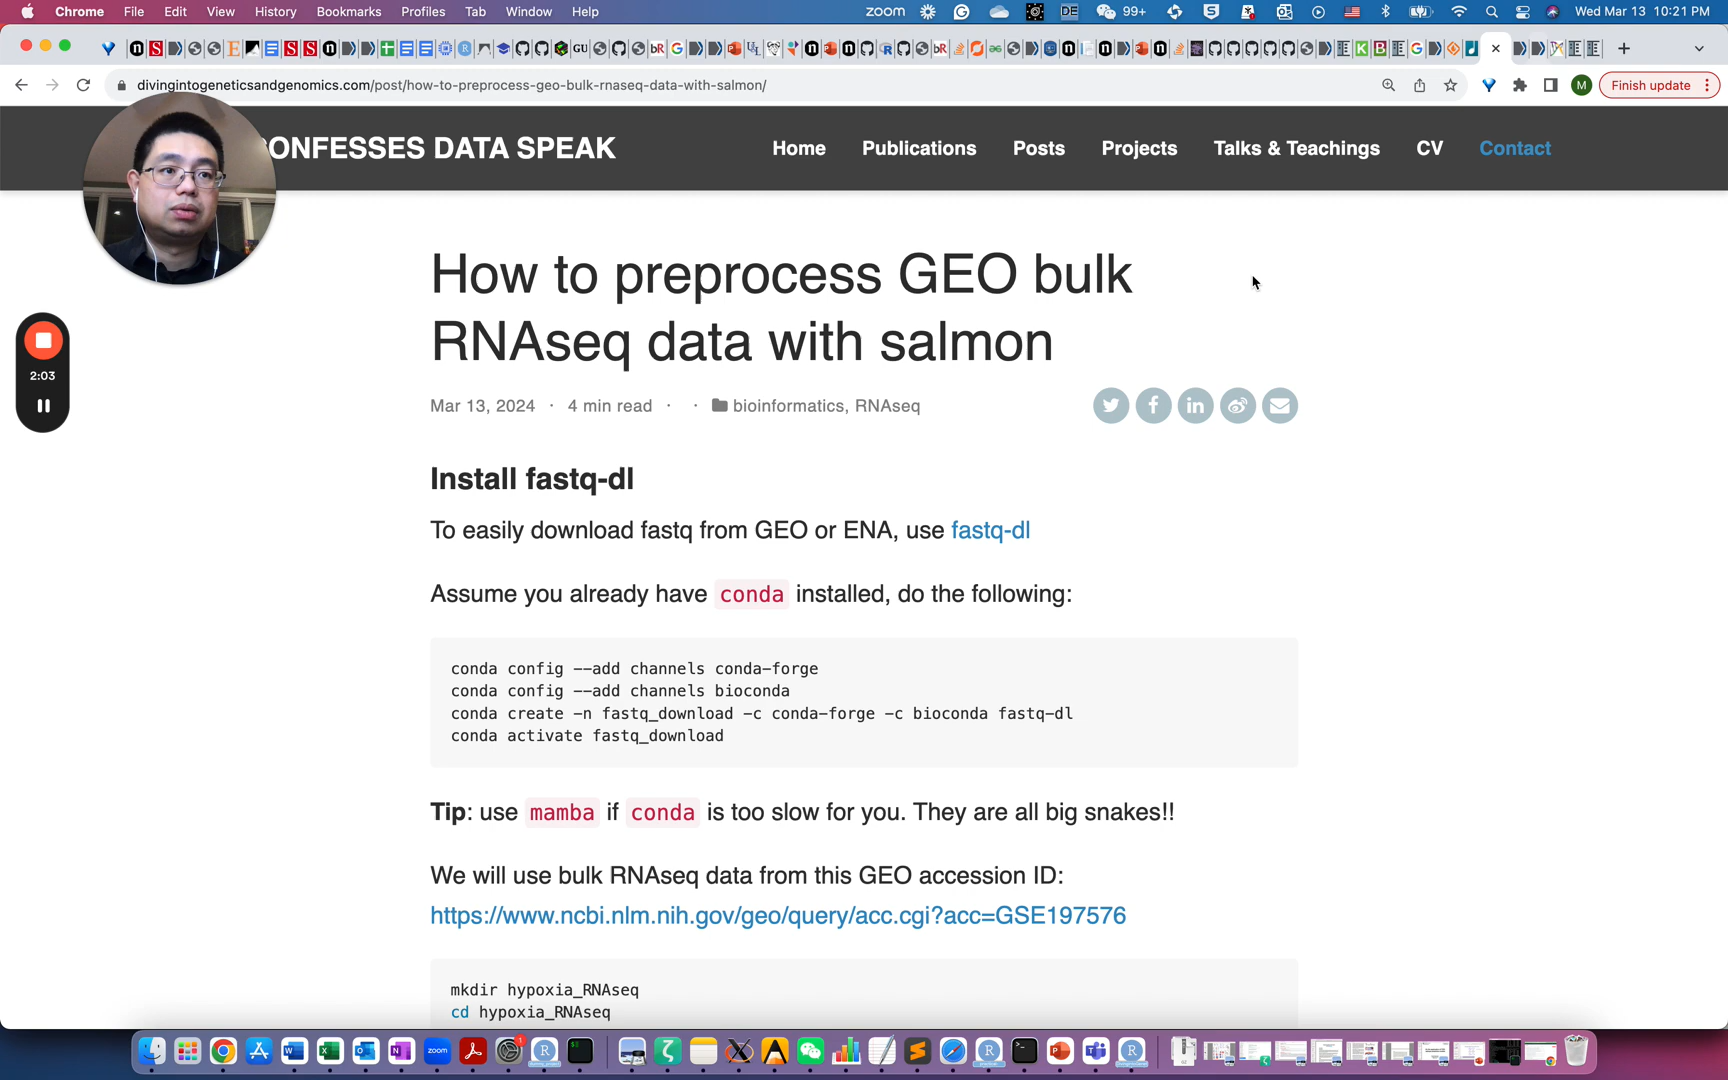 Chrome File Edit View History Bookmarks Profiles Tab Window Help
zoom 99+ Wed Mar 13 10:21 PM
divingintogeneticsandgenomics.com/post/how-to-preprocess-geo-bulk-rnaseq-data-with-salmon/
M Finish update
ONFESSES DATA SPEAK
Home Publications Posts Projects Talks & Teachings CV Contact
How to preprocess GEO bulk
RNAseq data with salmon
2:03
Mar 13, 2024 · 4 min read · · bioinformatics, RNAseq
Install fastq-dl
To easily download fastq from GEO or ENA, use fastq-dl
Assume you already have conda installed, do the following:
conda config --add channels conda-forge
conda config --add channels bioconda
conda create -n fastq_download -c conda-forge -c bioconda fastq-dl
conda activate fastq_download
Tip: use mamba if conda is too slow for you. They are all big snakes!!
We will use bulk RNAseq data from this GEO accession ID:
https://www.ncbi.nlm.nih.gov/geo/query/acc.cgi?acc=GSE197576
mkdir hypoxia_RNAseq
cd hypoxia_RNAseq